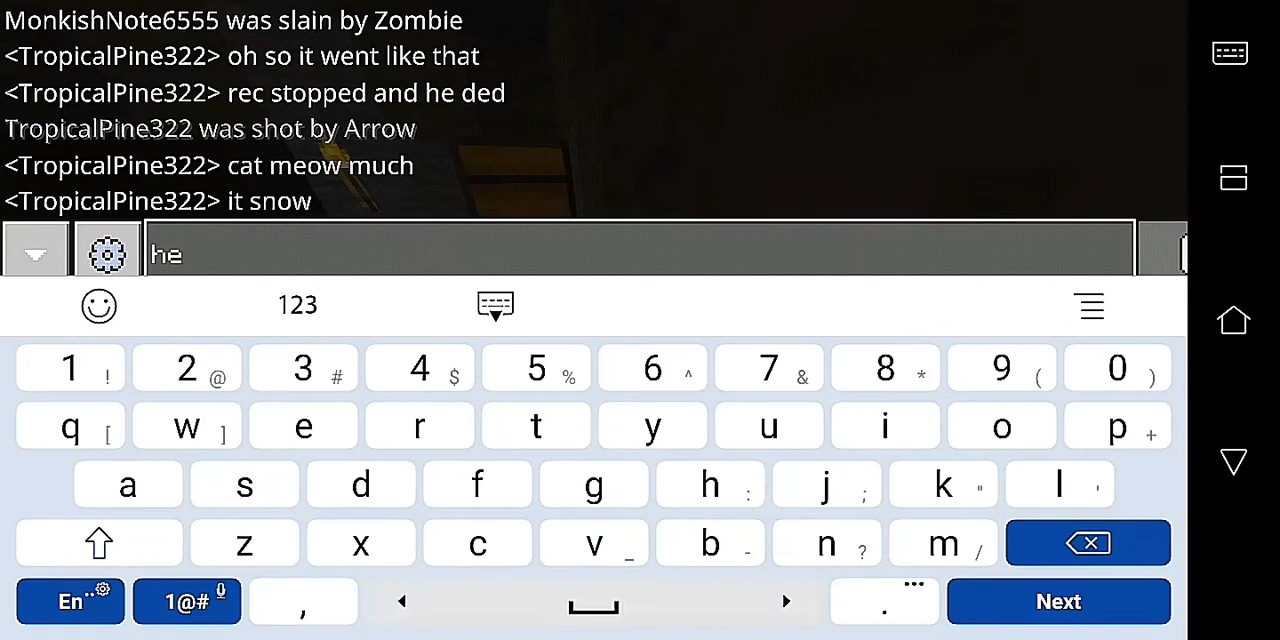 MonkishNote6555 was slain by Zombie
<TropicalPine322> oh so it went like that
<TropicalPine322> rec stopped and he ded
TropicalPine322 was shot by Arrow
<TropicalPine322> cat meow much
<TropicalPine322> it snow
he
123
1 ! 2 @ 3 # 4 $ 5 % 6 ^ 7 & 8 * 9 ( 0 )
q [ w ] e r t y u i o p +
a s d f g h : j ; k " l '
z x c v _ b - n ? m /
En 1@# , . ... Next